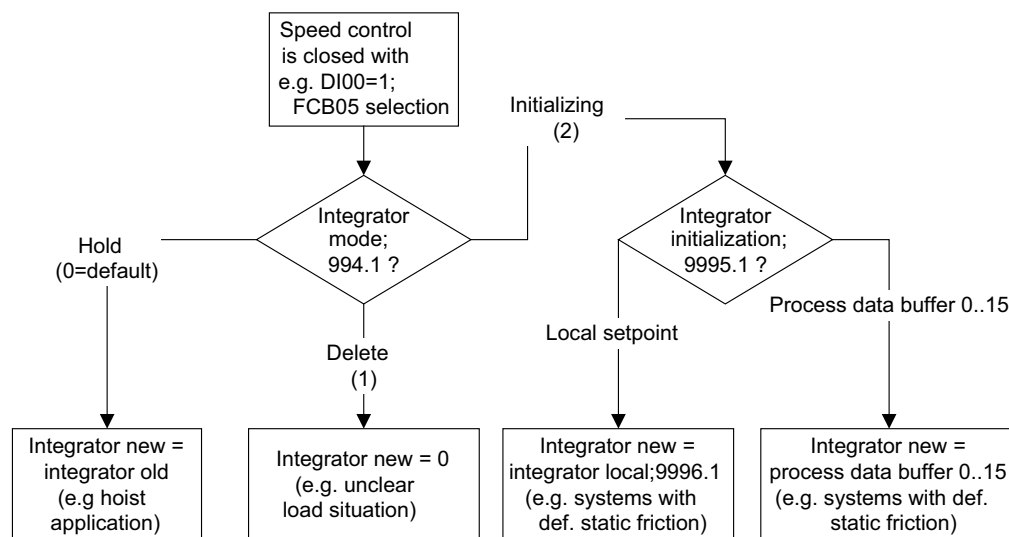 Speed control
is closed with
e.g. DI00=1;
FCB05 selection
Initializing
(2)
Integrator
mode;
994.1 ?
Integrator
initialization;
9995.1 ?
Hold
(0=default)
Process data buffer 0..15
Local setpoint
Delete
(1)
Integrator new =
integrator old
(e.g hoist
application)
Integrator new = 0
(e.g. unclear
load situation)
Integrator new =
integrator local;9996.1
(e.g. systems with
def. static friction)
Integrator new =
process data buffer 0..15
(e.g. systems with def.
static friction)